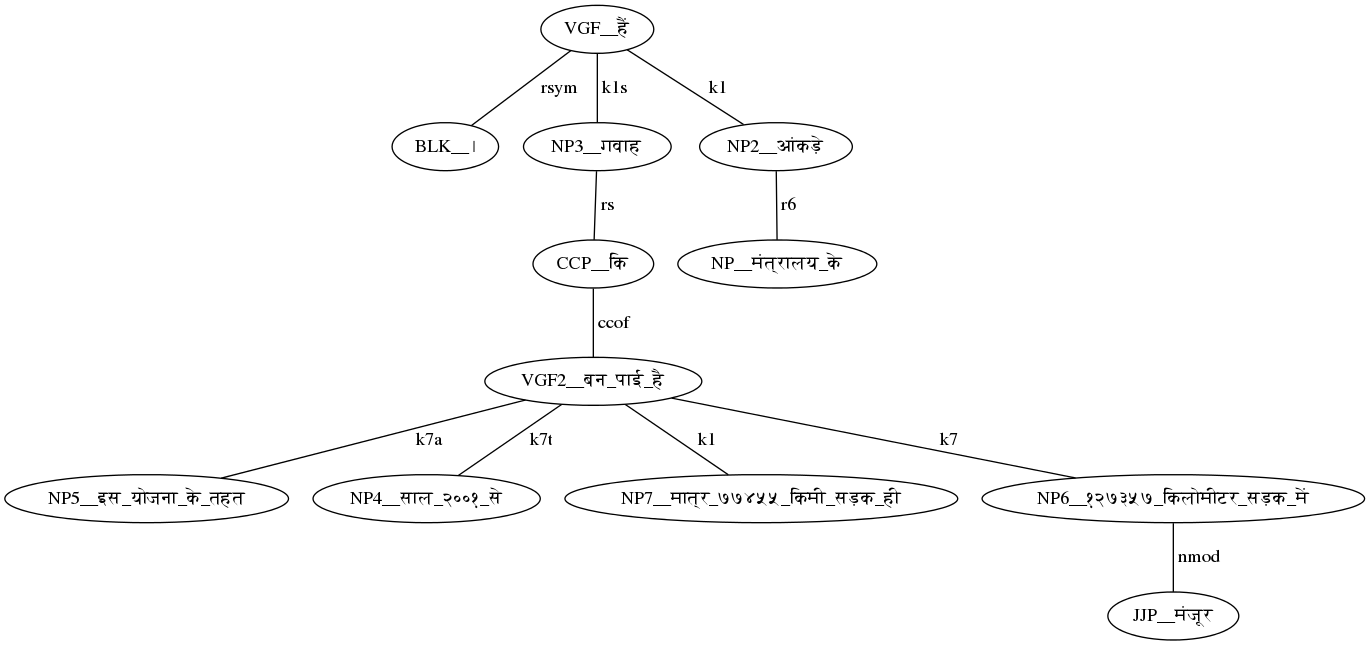 VGF__हैं
rsym k1s k1
BLK__। NP3__गवाह NP2__आंकड़े
rs r6
CCP__कि NP__मंत्रालय_के
ccof
VGF2__बन_पाई_है
k7a k7t k1 k7
NP5__इस_योजना_के_तहत NP4__साल_२००१_से NP7__मात्र_७७४५५_किमी_सड़क_ही NP6__१२७३५७_किलोमीटर_सड़क_में
nmod
JJP__मंजूर